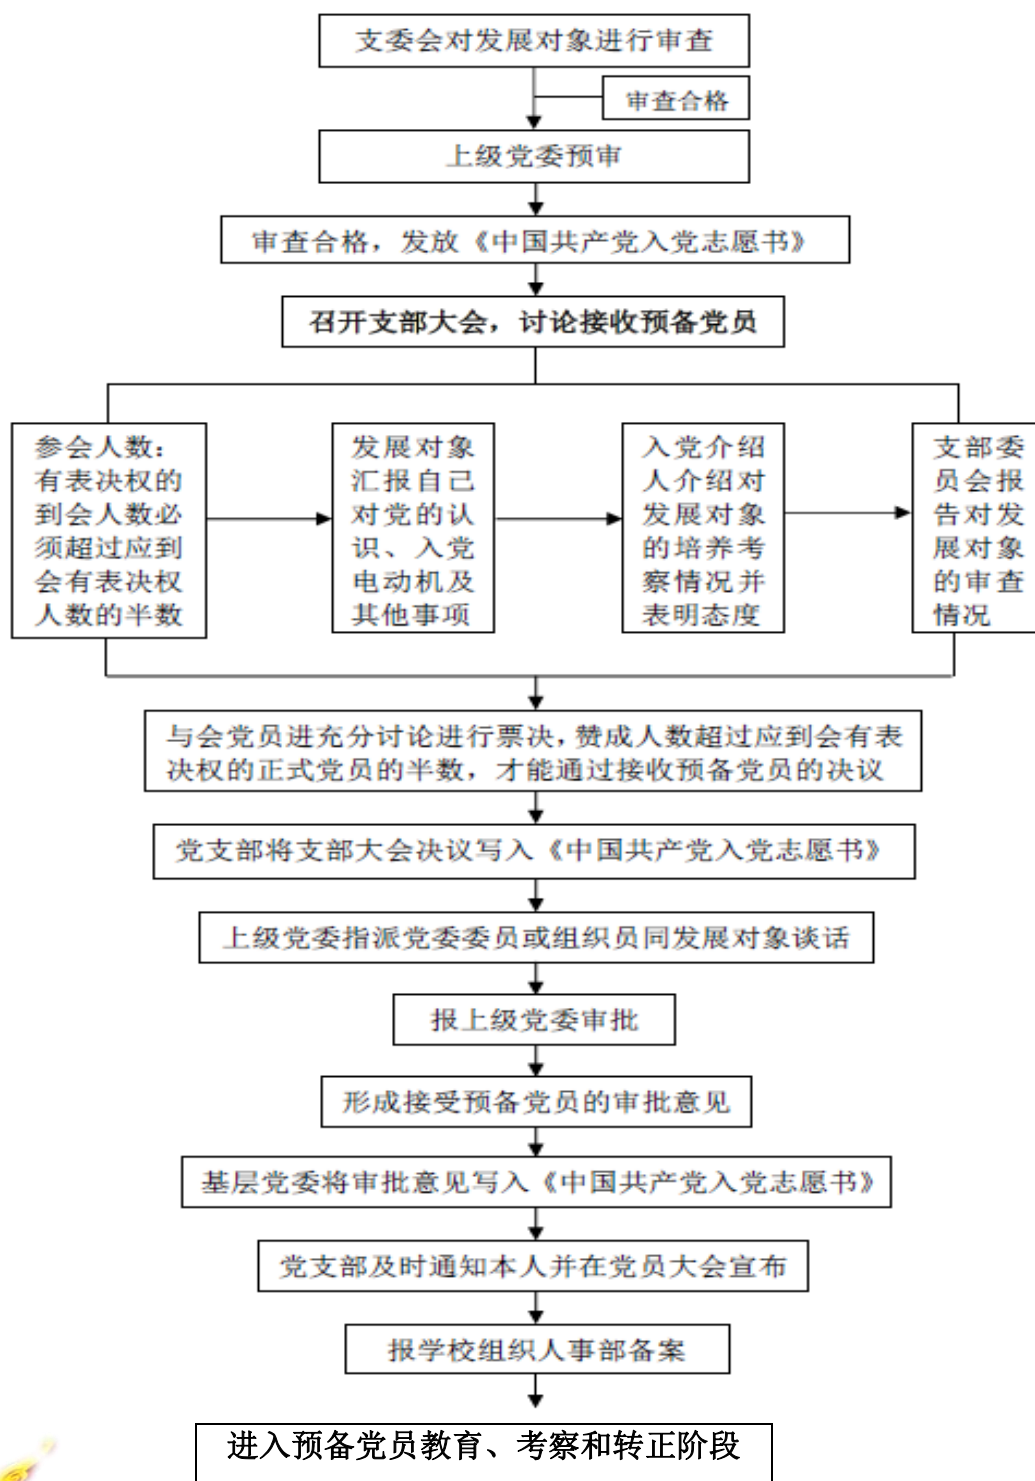 支委会对发展对象进行审查
审查合格
上级党委预审
审查合格，发放《中国共产党入党志愿书》
召开支部大会，讨论接收预备党员
参会人数：
有表决权的
到会人数必
须超过应到
会有表决权
人数的半数
发展对象
汇报自己
对党的认
识、入党
电动机及
其他事项
入党介绍
人介绍对
发展对象
的培养考
察情况并
表明态度
支部委
员会报
告对发
展对象
的审查
情况
与会党员进充分讨论进行票决，赞成人数超过应到会有表
决权的正式党员的半数，才能通过接收预备党员的决议
党支部将支部大会决议写入《中国共产党入党志愿书》
上级党委指派党委委员或组织员同发展对象谈话
报上级党委审批
形成接受预备党员的审批意见
基层党委将审批意见写入《中国共产党入党志愿书》
党支部及时通知本人并在党员大会宣布
报学校组织人事部备案
进入预备党员教育、考察和转正阶段